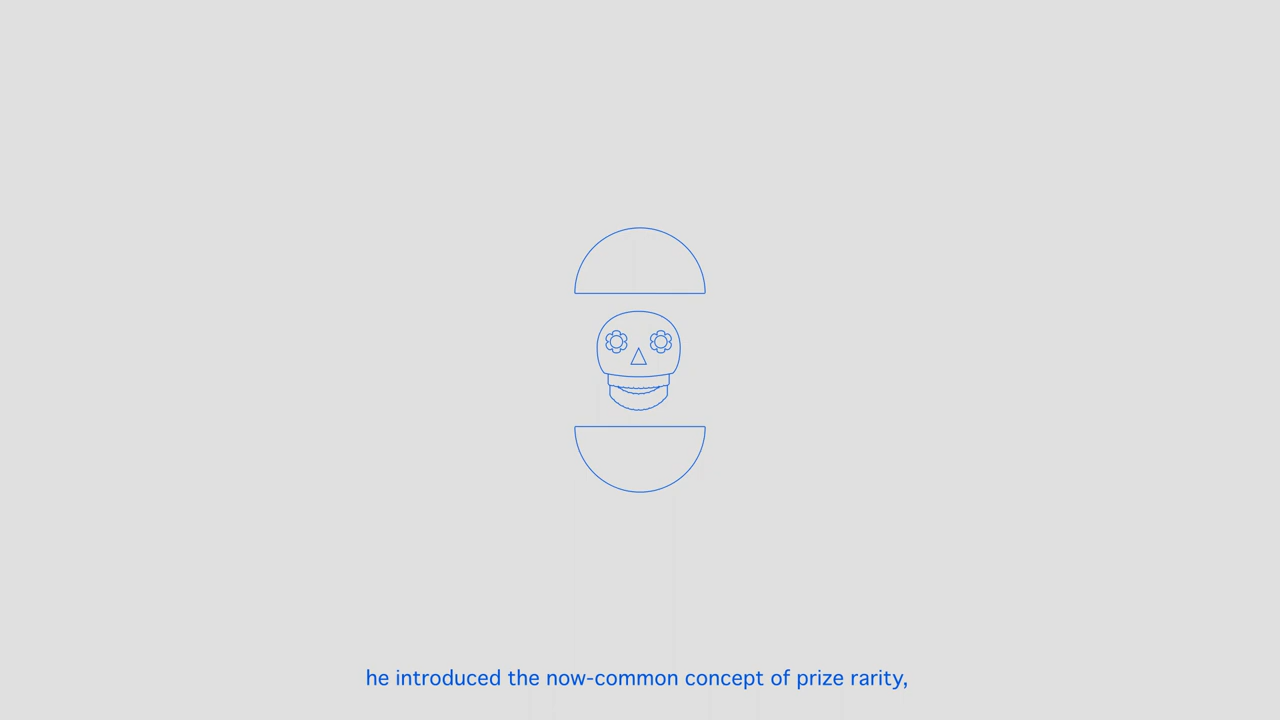 he introduced the now-common concept of prize rarity,